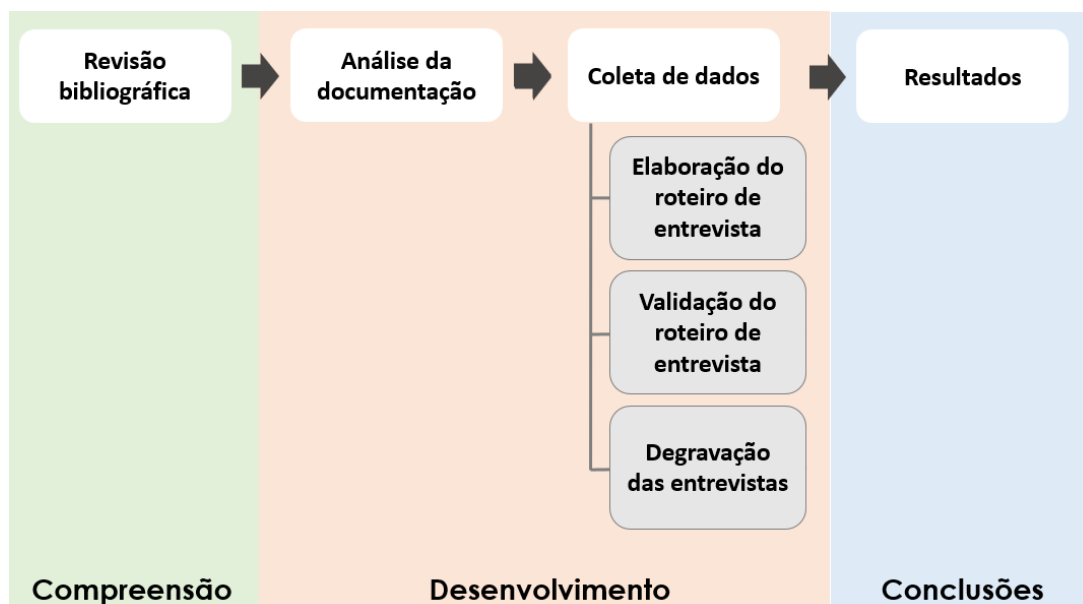 Revisão
bibliográfica
Análise da
documentação
Coleta de dados
Resultados
Elaboração do
roteiro de
entrevista
Validação do
roteiro de
entrevista
Degravação
das entrevistas
Compreensão
Desenvolvimento
Conclusões